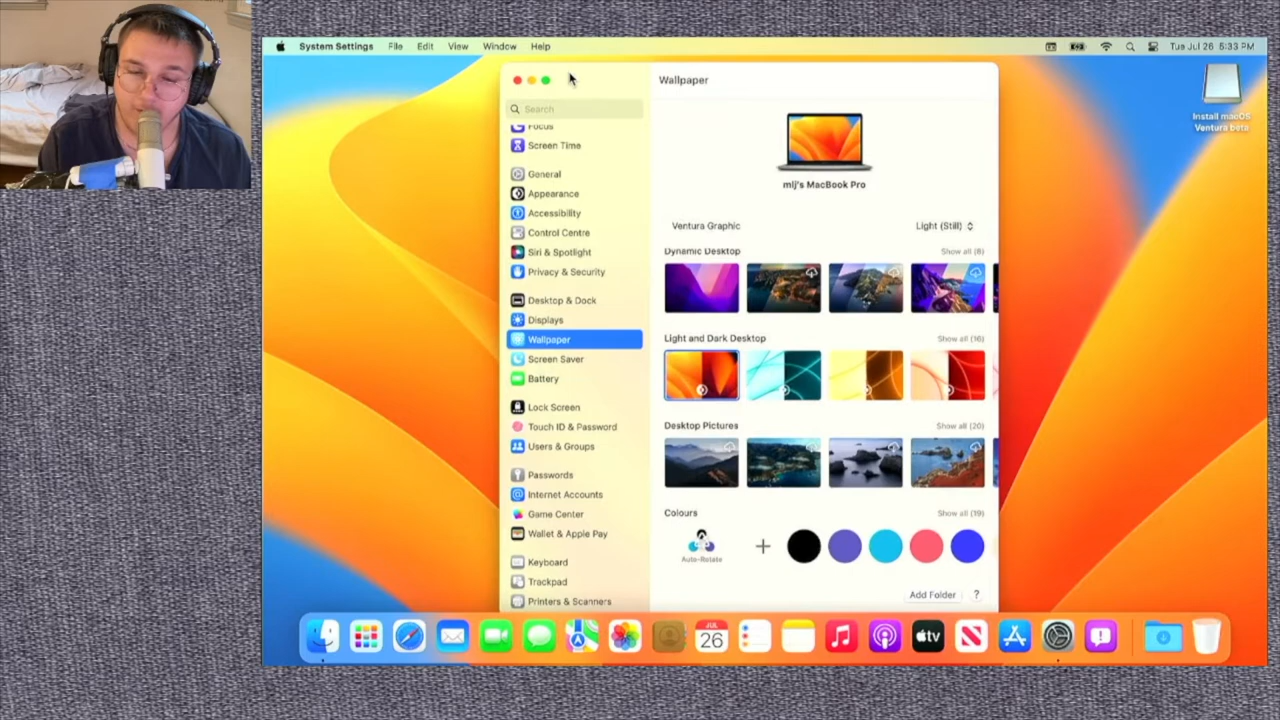 System Settings File Edit View Window Help Tue Jul 26 5:33 PM
Search
Focus
Screen Time
General
Appearance
Accessibility
Control Centre
Siri & Spotlight
Privacy & Security
Desktop & Dock
Displays
Wallpaper
Screen Saver
Battery
Lock Screen
Touch ID & Password
Users & Groups
Passwords
Internet Accounts
Game Center
Wallet & Apple Pay
Keyboard
Trackpad
Printers & Scanners
Wallpaper
mlj's MacBook Pro
Ventura Graphic Light (Still)
Dynamic Desktop Show all (8)
Light and Dark Desktop Show all (16)
Desktop Pictures Show all (20)
Colours Show all (19)
Auto-Rotate
Add Folder ?
Install macOS
Ventura beta
JUL
26
tv